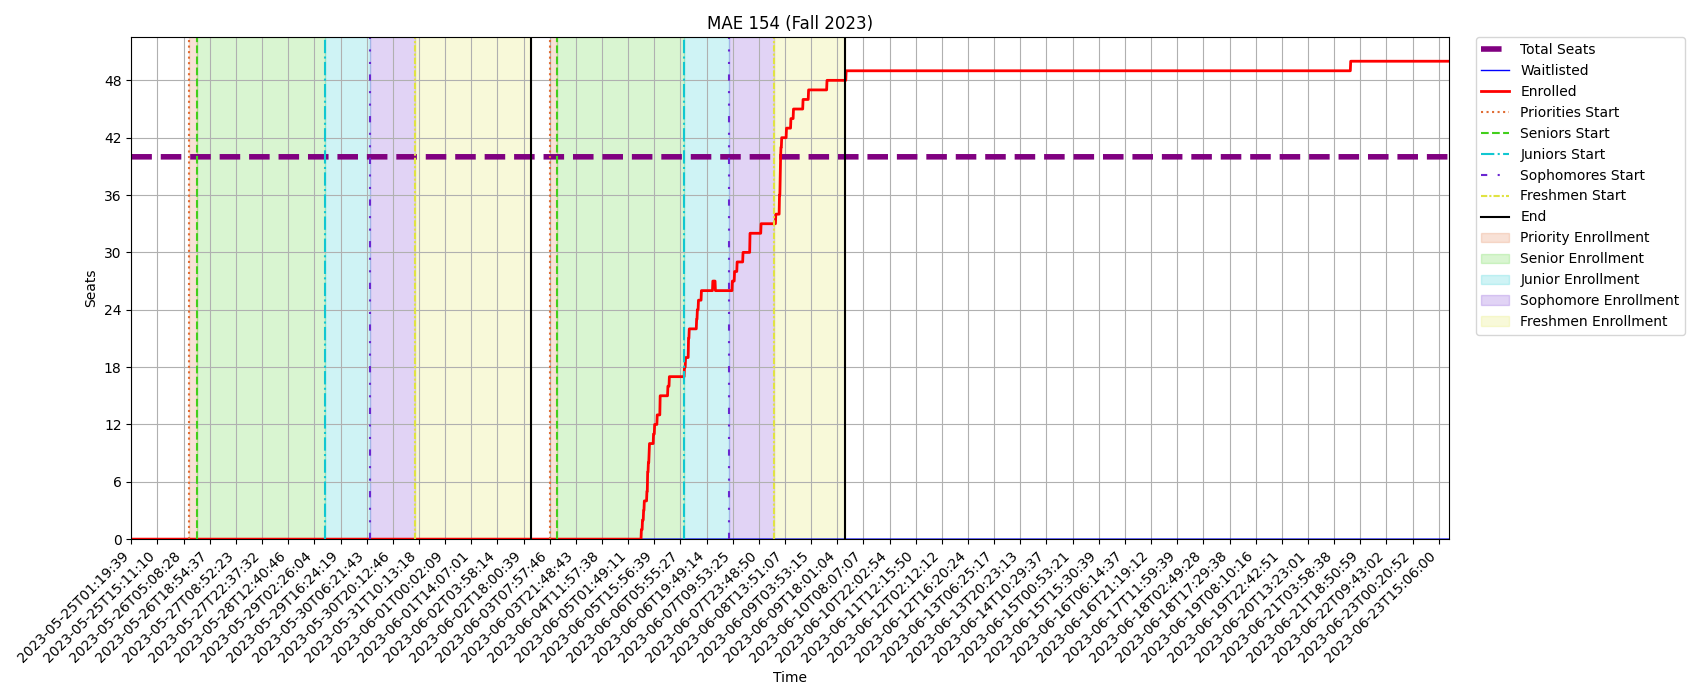 MAE 154 (Fall 2023)
Seats
48
42
36
30
24
18
12
6
0
2023-05-25T01:19:39
2023-05-25T15:11:10
2023-05-26T05:08:28
2023-05-26T18:54:37
2023-05-27T08:52:23
2023-05-27T22:37:32
2023-05-28T12:40:46
2023-05-29T02:26:04
2023-05-29T16:24:19
2023-05-30T06:21:43
2023-05-30T20:12:46
2023-05-31T10:13:18
2023-06-01T00:02:09
2023-06-01T14:07:01
2023-06-02T03:58:14
2023-06-02T18:00:39
2023-06-03T07:57:46
2023-06-03T21:48:43
2023-06-04T11:57:38
2023-06-05T01:49:11
2023-06-05T15:56:39
2023-06-06T05:55:27
2023-06-06T19:49:14
2023-06-07T09:53:25
2023-06-07T23:48:50
2023-06-08T13:51:07
2023-06-09T03:53:15
2023-06-09T18:01:04
2023-06-10T08:07:07
2023-06-10T22:02:54
2023-06-11T12:15:50
2023-06-12T02:12:12
2023-06-12T16:20:24
2023-06-13T06:25:17
2023-06-13T20:23:13
2023-06-14T10:29:37
2023-06-15T00:53:21
2023-06-15T15:30:39
2023-06-16T06:14:37
2023-06-16T21:19:12
2023-06-17T11:59:39
2023-06-18T02:49:28
2023-06-18T17:29:38
2023-06-19T08:10:16
2023-06-19T22:42:51
2023-06-20T13:23:01
2023-06-21T03:58:38
2023-06-21T18:50:59
2023-06-22T09:43:02
2023-06-23T00:20:52
2023-06-23T15:06:00
Time
Total Seats
Waitlisted
Enrolled
Priorities Start
Seniors Start
Juniors Start
Sophomores Start
Freshmen Start
End
Priority Enrollment
Senior Enrollment
Junior Enrollment
Sophomore Enrollment
Freshmen Enrollment